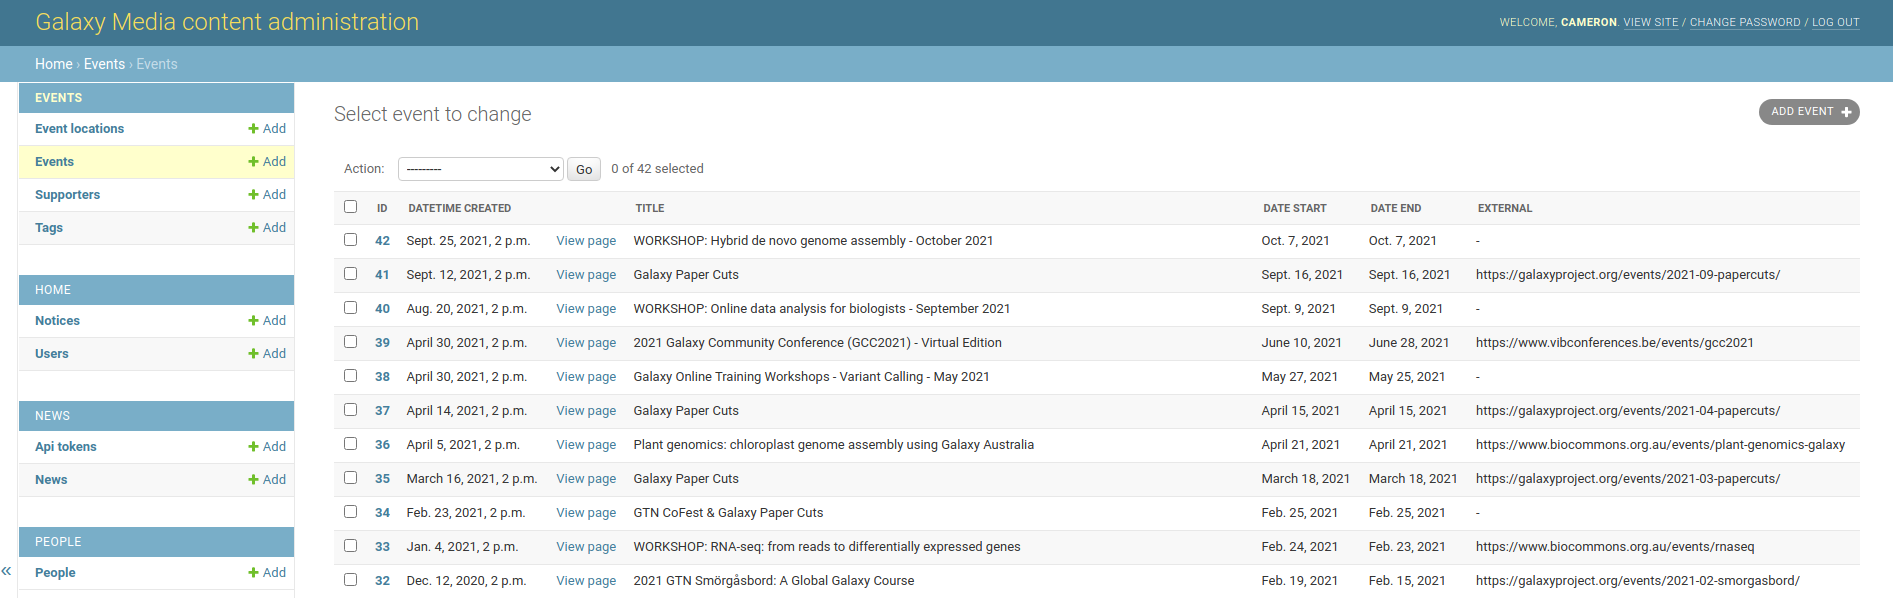 Galaxy Media content administration
WELCOME, CAMERON. VIEW SITE / CHANGE PASSWORD / LOG OUT
Home › Events › Events
EVENTS
Event locations + Add
Events + Add
Supporters + Add
Tags + Add
HOME
Notices + Add
Users + Add
NEWS
Api tokens + Add
News + Add
PEOPLE
People + Add
«
Select event to change
ADD EVENT +
Action: --------- Go 0 of 42 selected
ID DATETIME CREATED TITLE DATE START DATE END EXTERNAL
42 Sept. 25, 2021, 2 p.m. View page WORKSHOP: Hybrid de novo genome assembly - October 2021 Oct. 7, 2021 Oct. 7, 2021 -
41 Sept. 12, 2021, 2 p.m. View page Galaxy Paper Cuts Sept. 16, 2021 Sept. 16, 2021 https://galaxyproject.org/events/2021-09-papercuts/
40 Aug. 20, 2021, 2 p.m. View page WORKSHOP: Online data analysis for biologists - September 2021 Sept. 9, 2021 Sept. 9, 2021 -
39 April 30, 2021, 2 p.m. View page 2021 Galaxy Community Conference (GCC2021) - Virtual Edition June 10, 2021 June 28, 2021 https://www.vibconferences.be/events/gcc2021
38 April 30, 2021, 2 p.m. View page Galaxy Online Training Workshops - Variant Calling - May 2021 May 27, 2021 May 25, 2021 -
37 April 14, 2021, 2 p.m. View page Galaxy Paper Cuts April 15, 2021 April 15, 2021 https://galaxyproject.org/events/2021-04-papercuts/
36 April 5, 2021, 2 p.m. View page Plant genomics: chloroplast genome assembly using Galaxy Australia April 21, 2021 April 21, 2021 https://www.biocommons.org.au/events/plant-genomics-galaxy
35 March 16, 2021, 2 p.m. View page Galaxy Paper Cuts March 18, 2021 March 18, 2021 https://galaxyproject.org/events/2021-03-papercuts/
34 Feb. 23, 2021, 2 p.m. View page GTN CoFest & Galaxy Paper Cuts Feb. 25, 2021 Feb. 25, 2021 -
33 Jan. 4, 2021, 2 p.m. View page WORKSHOP: RNA-seq: from reads to differentially expressed genes Feb. 24, 2021 Feb. 23, 2021 https://www.biocommons.org.au/events/rnaseq
32 Dec. 12, 2020, 2 p.m. View page 2021 GTN Smörgåsbord: A Global Galaxy Course Feb. 19, 2021 Feb. 15, 2021 https://galaxyproject.org/events/2021-02-smorgasbord/